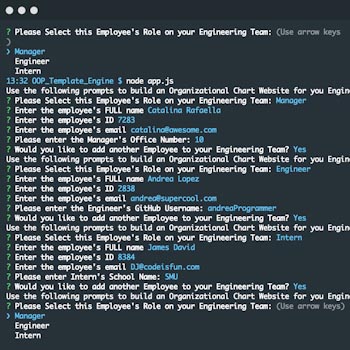 ? Please Select this Employee's Role on your Engineering Team: (Use arrow keys
)
❯ Manager
Engineer
Intern
13:32 OOP_Template_Engine $ node app.js
Use the following prompts to build an Organizational Chart Website for you Engin
? Please Select this Employee's Role on your Engineering Team: Manager
? Enter the employee's FULL name Catalina Rafaella
? Enter the employee's ID 7283
? Enter the employee's email catalina@awesome.com
? Please enter the Manager's Office Number: 10
? Would you like to add another Employee to your Engineering Team? Yes
Use the following prompts to build an Organizational Chart Website for you Engin
? Please Select this Employee's Role on your Engineering Team: Engineer
? Enter the employee's FULL name Andrea Lopez
? Enter the employee's ID 2838
? Enter the employee's email andrea@supercool.com
? Please enter the Engineer's GitHub Username: andreaProgrammer
? Would you like to add another Employee to your Engineering Team? Yes
Use the following prompts to build an Organizational Chart Website for you Engin
? Please Select this Employee's Role on your Engineering Team: Intern
? Enter the employee's FULL name James David
? Enter the employee's ID 8384
? Enter the employee's email DJ@codeisfun.com
? Please enter Intern's School Name: SMU
? Would you like to add another Employee to your Engineering Team? Yes
Use the following prompts to build an Organizational Chart Website for you Engin
? Please Select this Employee's Role on your Engineering Team: (Use arrow keys)
❯ Manager
Engineer
Intern